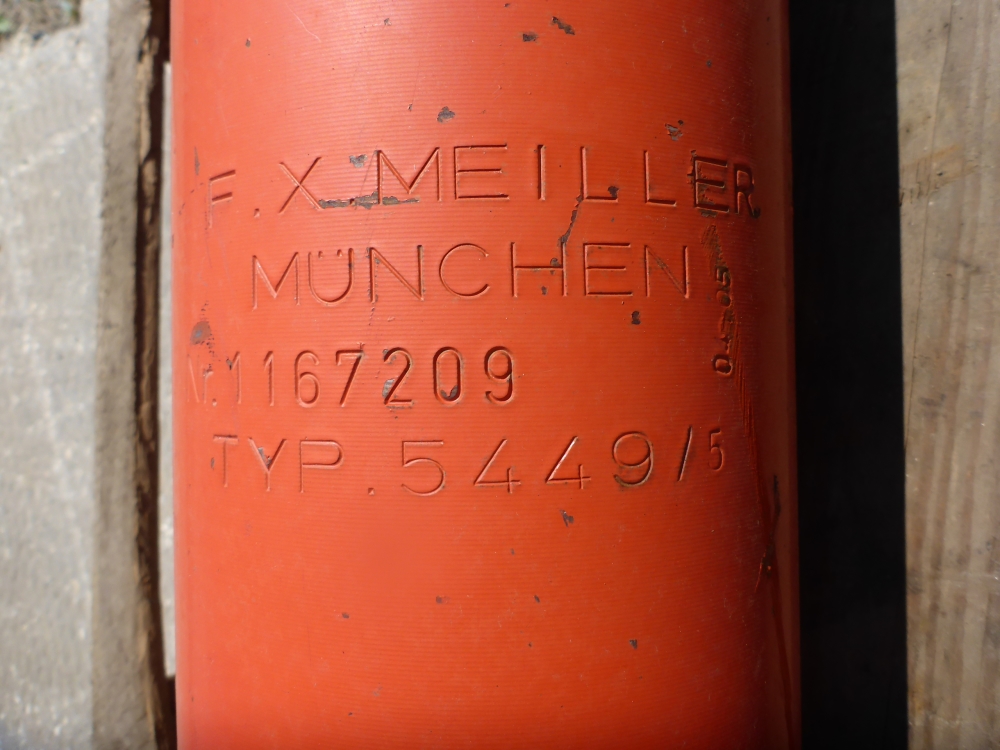 F.X.MEILLER
MÜNCHEN
Nr.1167209
TYP.5449/5